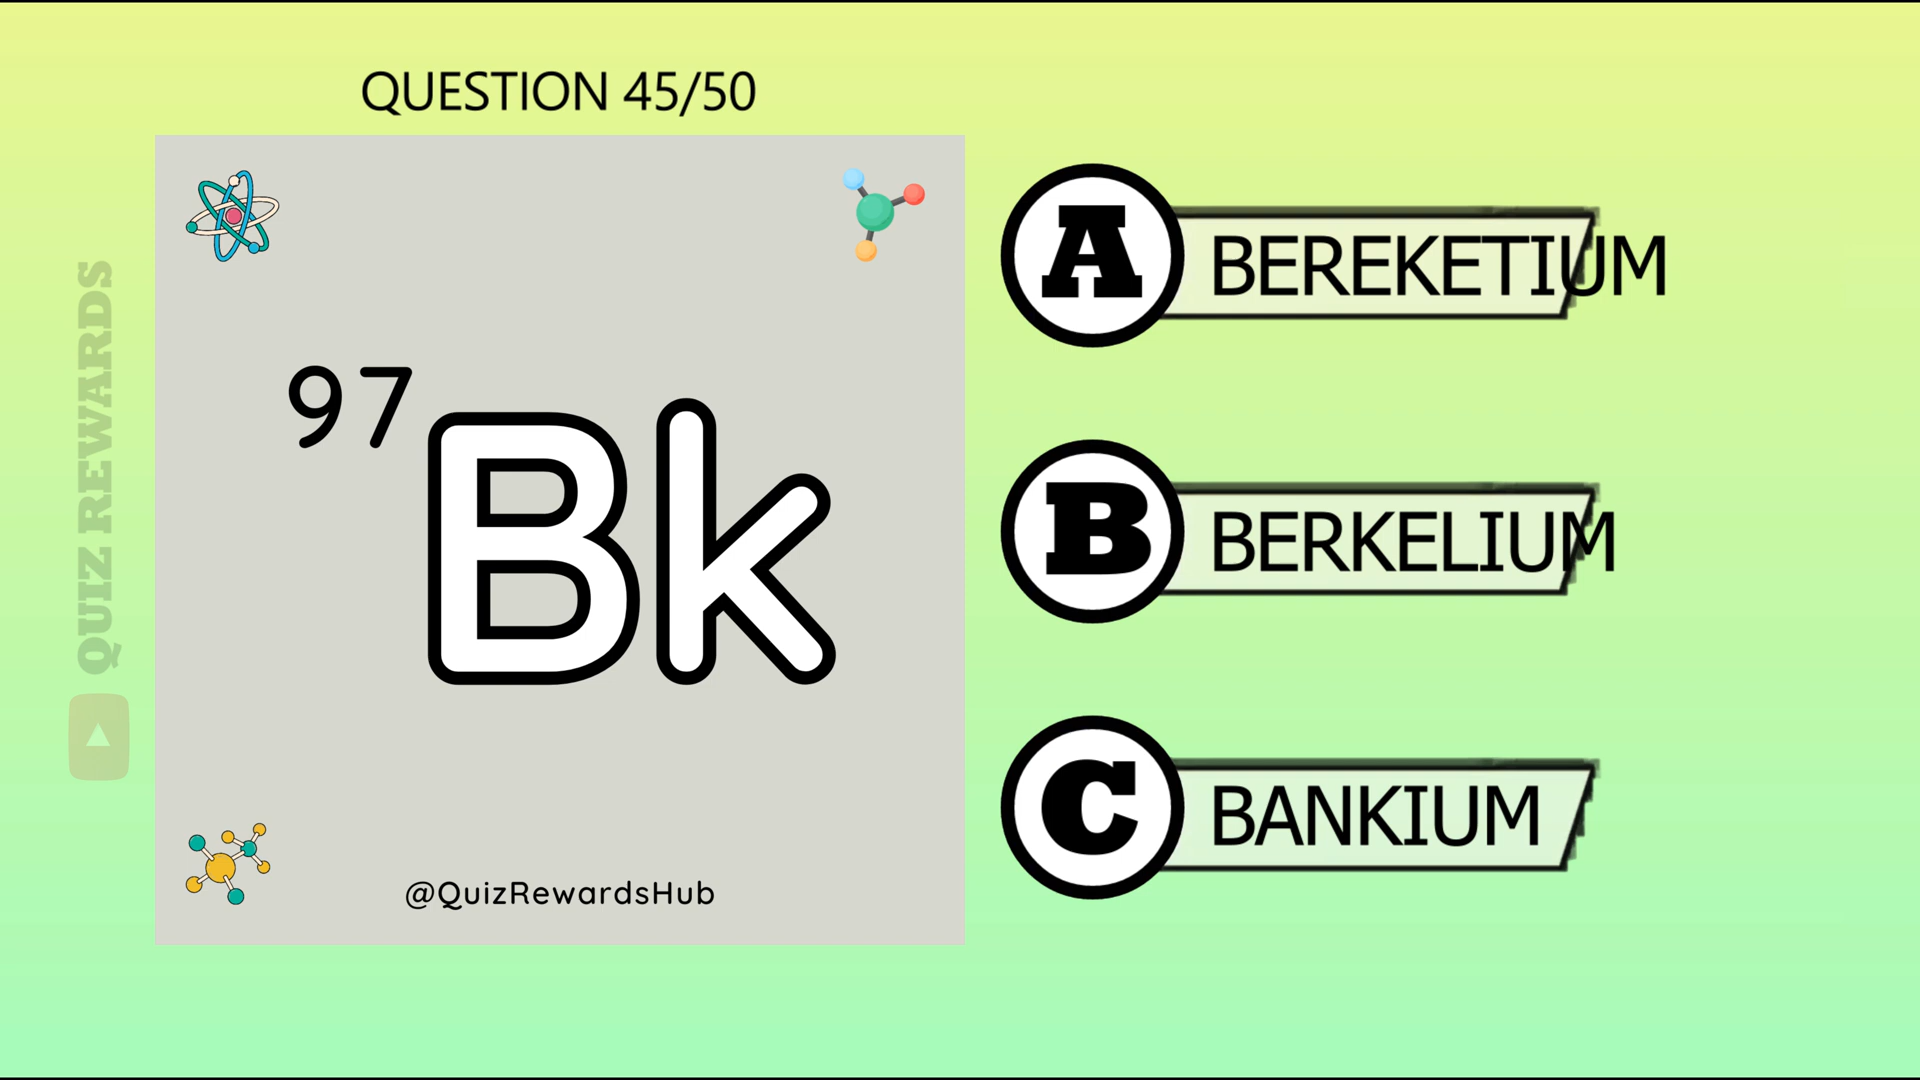 QUESTION 45/50
QUIZ REWARDS
97
Bk
@QuizRewardsHub
A BEREKETIUM
B BERKELIUM
C BANKIUM